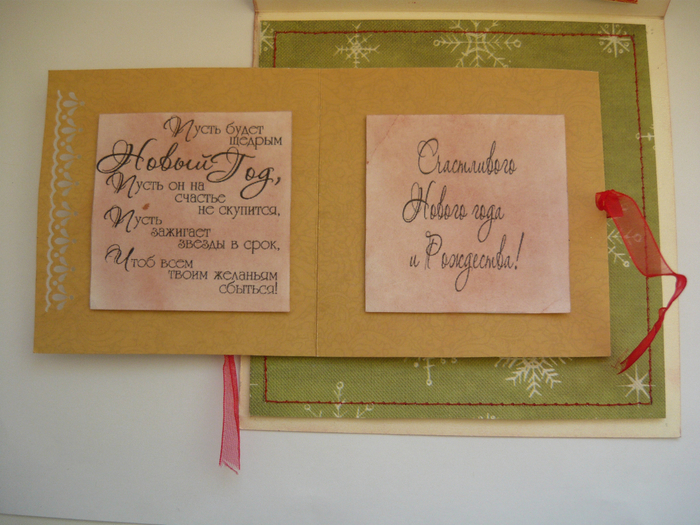 Пусть будет
щедрым
Новый Год,
Пусть он на
счастье
не скупится,
Пусть
зажигает
звезды в срок,
Чтоб всем
твоим желаньям
сбыться!
Счастливого
Нового года
и Рождества!